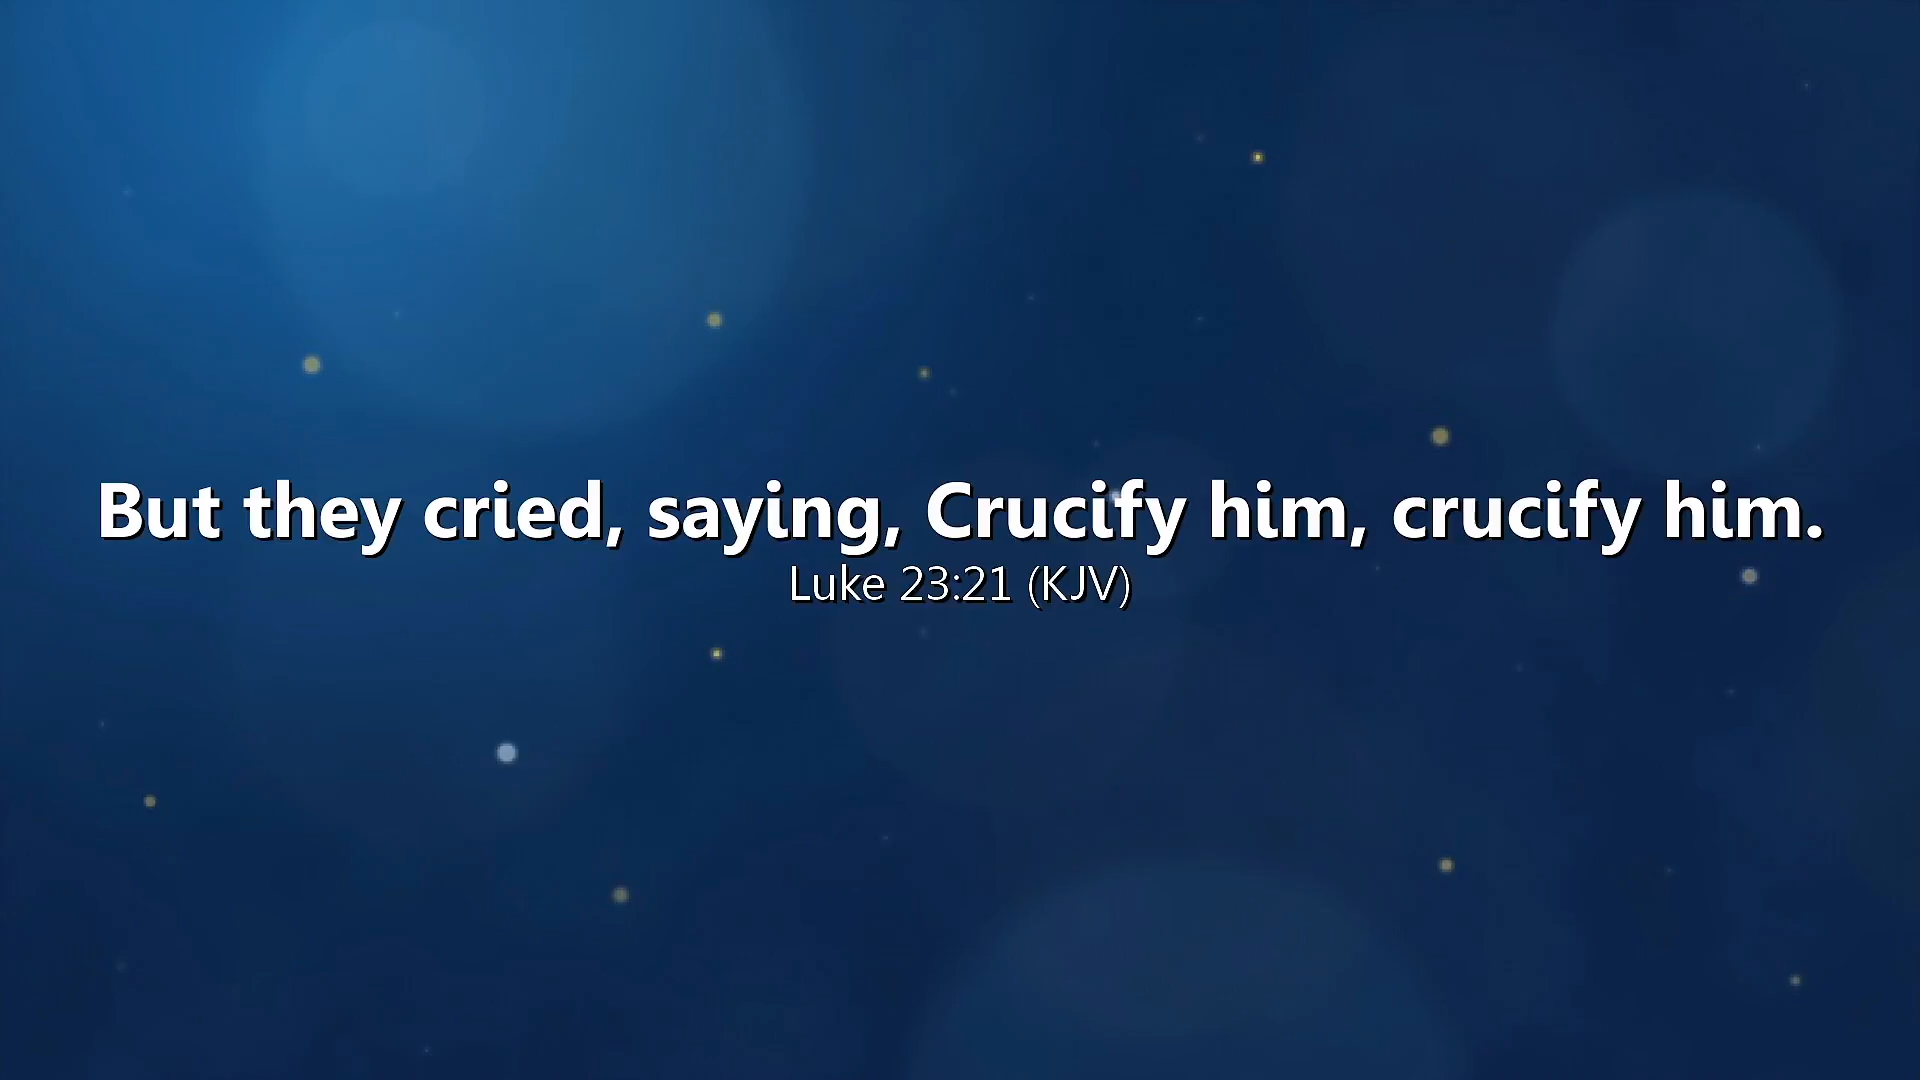 But they cried, saying, Crucify him, crucify him.
Luke 23:21 (KJV)